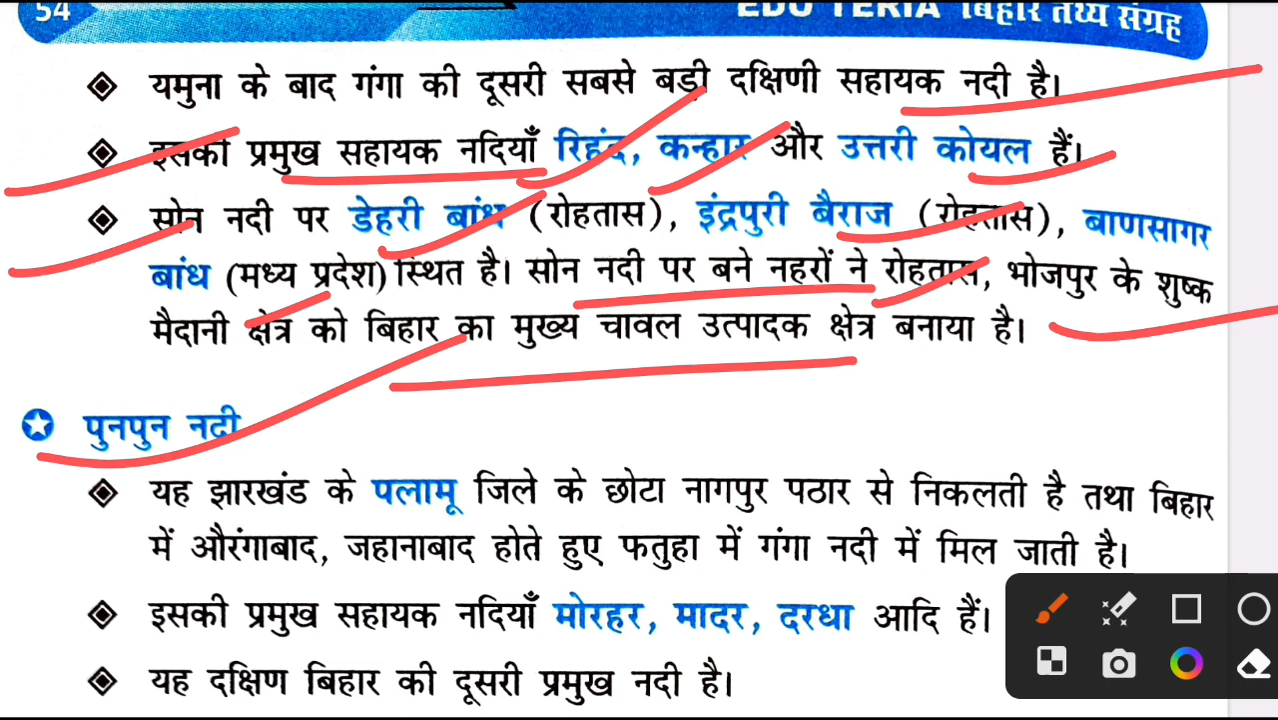 54
EDU TERIA बिहार तथ्य संग्रह
यमुना के बाद गंगा की दूसरी सबसे बड़ी दक्षिणी सहायक नदी है।
इसकी प्रमुख सहायक नदियाँ रिहंद, कन्हार और उत्तरी कोयल हैं।
सोन नदी पर डेहरी बांध (रोहतास), इंद्रपुरी बैराज (रोहतास), बाणसागर
बांध (मध्य प्रदेश) स्थित है। सोन नदी पर बने नहरों ने रोहतास, भोजपुर के शुष्क
मैदानी क्षेत्र को बिहार का मुख्य चावल उत्पादक क्षेत्र बनाया है।
पुनपुन नदी
यह झारखंड के पलामू जिले के छोटा नागपुर पठार से निकलती है तथा बिहार
में औरंगाबाद, जहानाबाद होते हुए फतुहा में गंगा नदी में मिल जाती है।
इसकी प्रमुख सहायक नदियाँ मोरहर, मादर, दरधा आदि हैं।
यह दक्षिण बिहार की दूसरी प्रमुख नदी है।